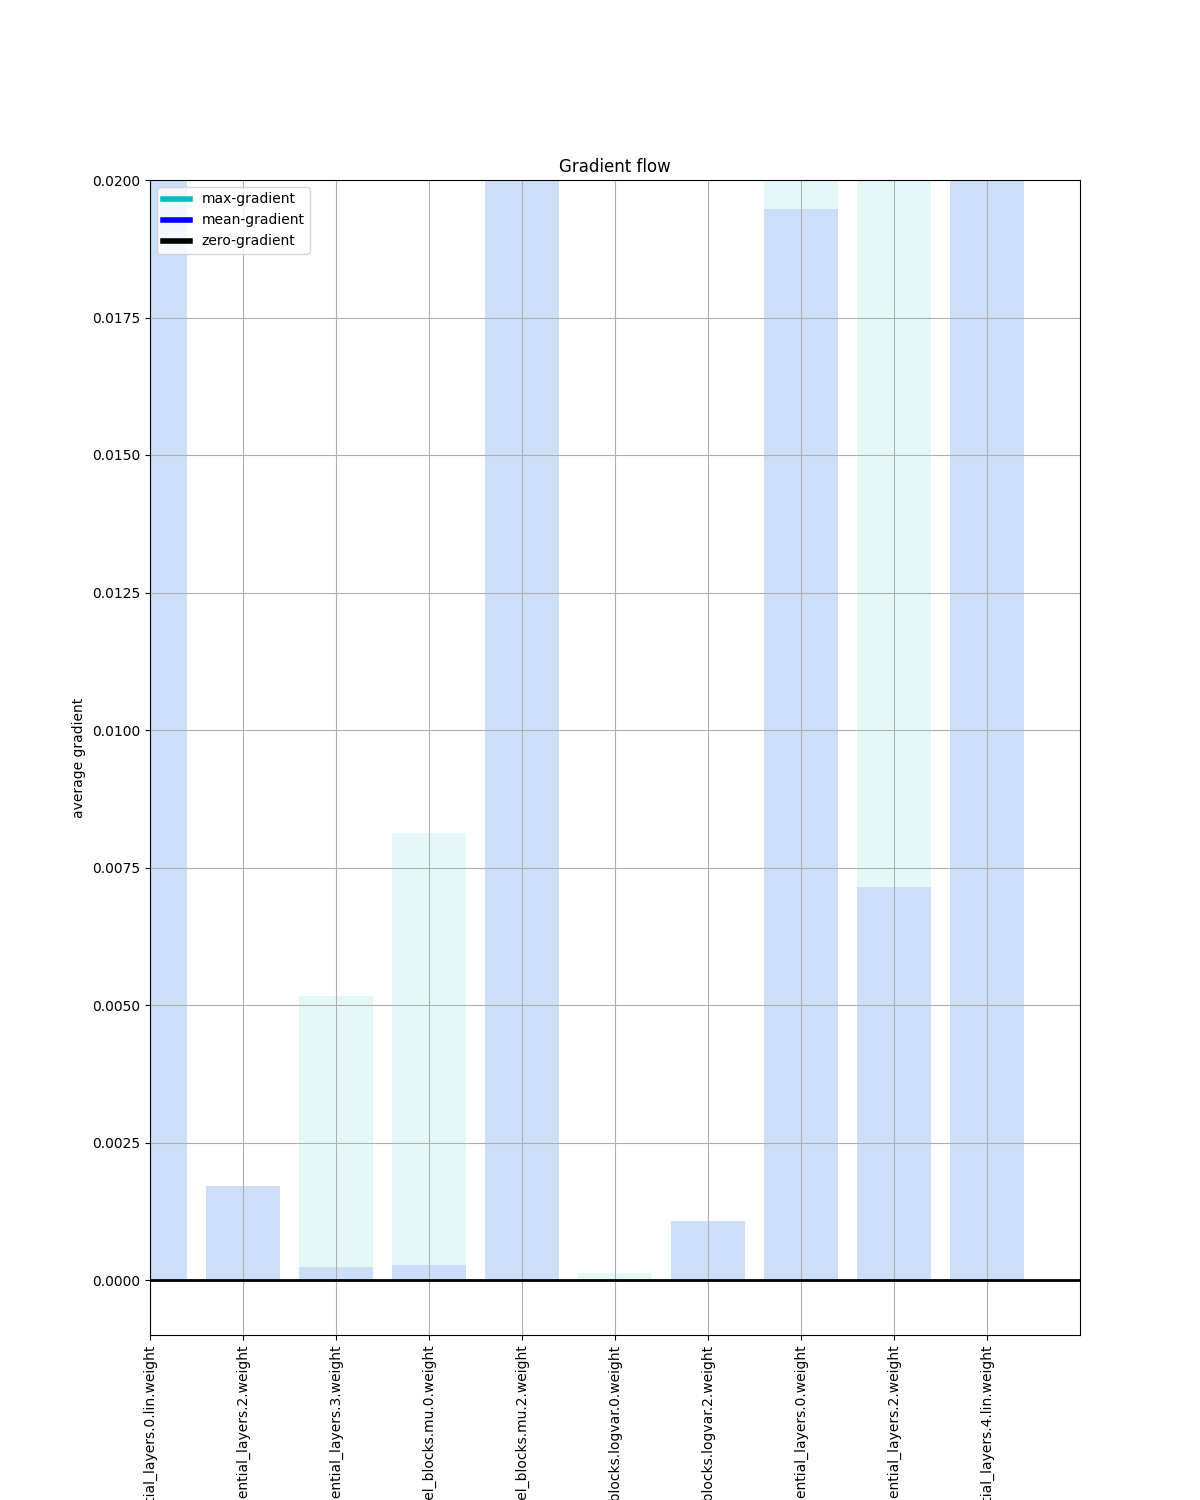 Gradient flow
max-gradient
mean-gradient
zero-gradient
0.0200
0.0175
0.0150
0.0125
0.0100
0.0075
0.0050
0.0025
0.0000
average gradient
tial_layers.0.lin.weight
ential_layers.2.weight
ential_layers.3.weight
el_blocks.mu.0.weight
el_blocks.mu.2.weight
blocks.logvar.0.weight
blocks.logvar.2.weight
ential_layers.0.weight
ential_layers.2.weight
tial_layers.4.lin.weight